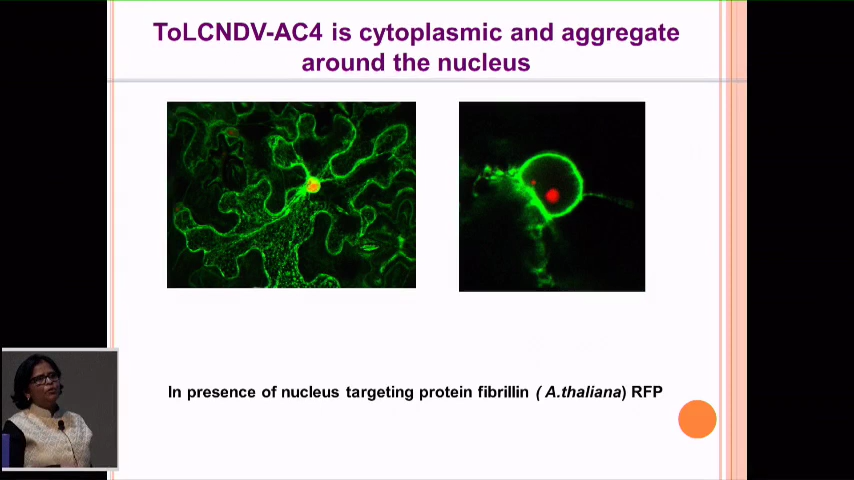 ToLCNDV-AC4 is cytoplasmic and aggregate
around the nucleus
In presence of nucleus targeting protein fibrillin ( A.thaliana) RFP